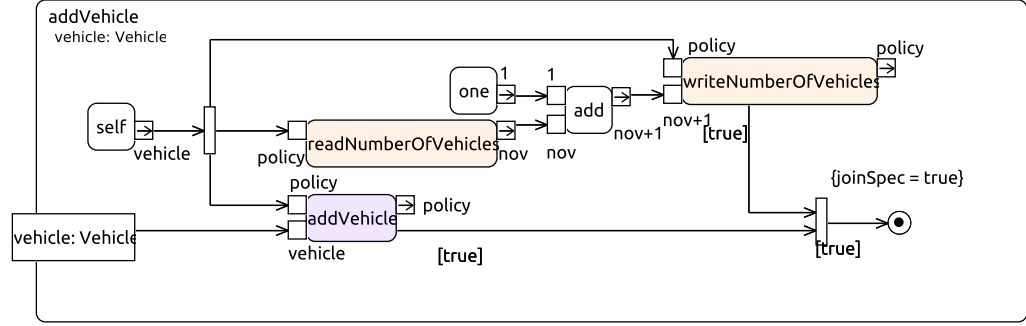 addVehicle
vehicle: Vehicle
policy
policy
1
1
one
writeNumberOfVehicles
add
self
nov+1
nov+1
[true]
vehicle
policy
readNumberOfVehicles
nov
nov
policy
{joinSpec = true}
addVehicle
policy
vehicle: Vehicle
vehicle
[true]
[true]